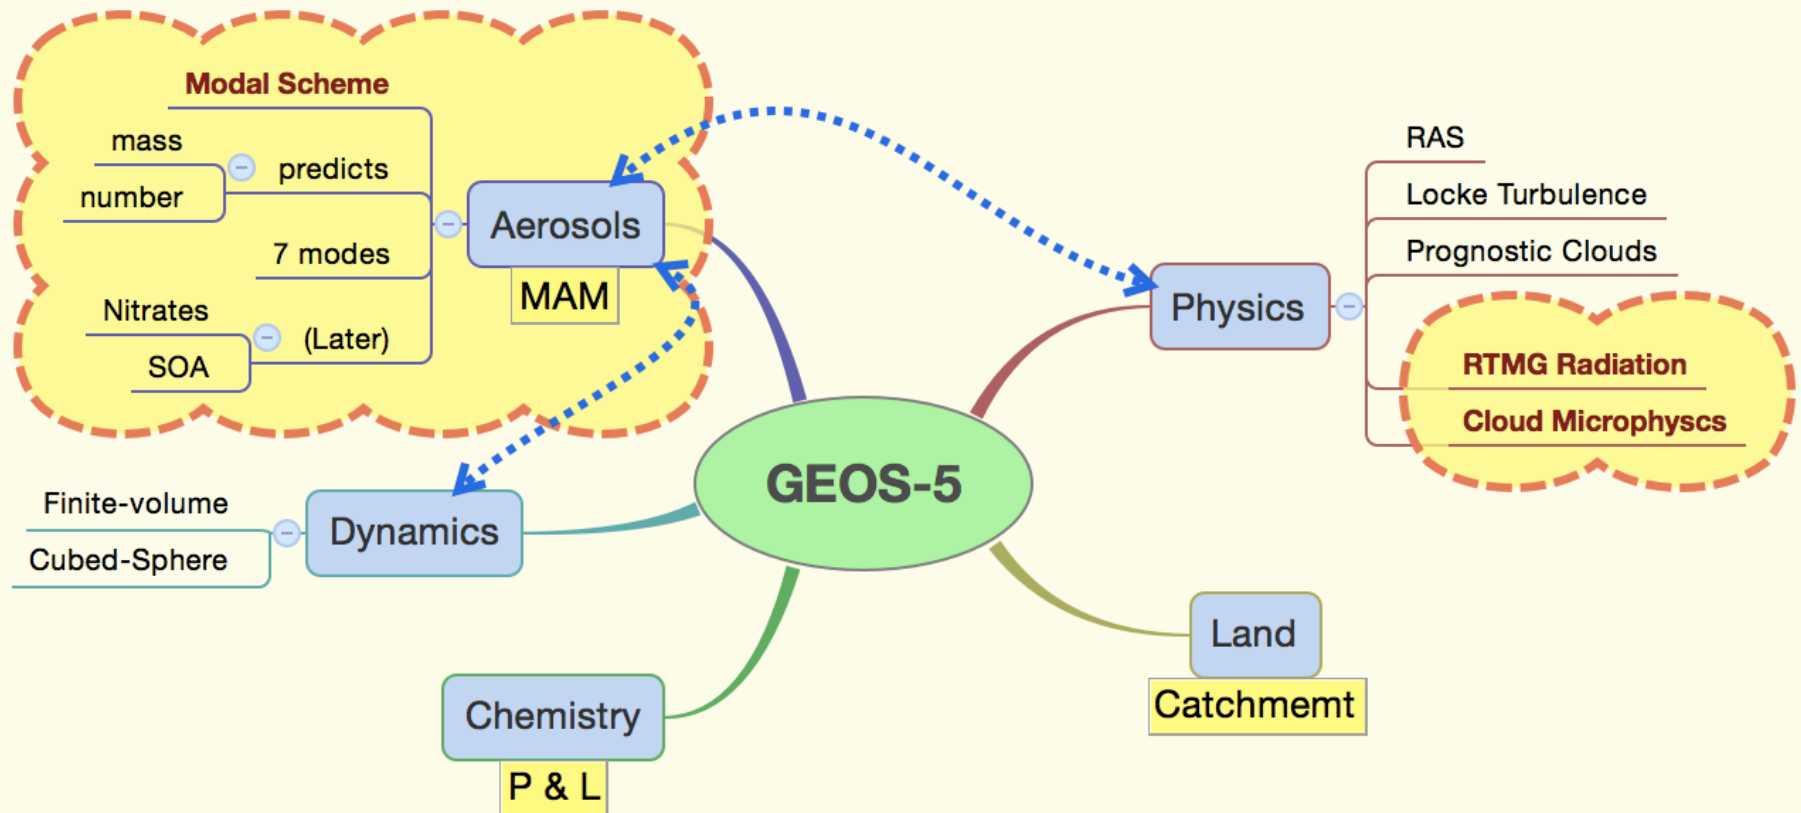 Modal Scheme
mass
predicts
number
7 modes
Nitrates
(Later)
SOA
Aerosols
MAM
RAS
Locke Turbulence
Prognostic Clouds
Physics
RTMG Radiation
Cloud Microphyscs
GEOS-5
Finite-volume
Dynamics
Cubed-Sphere
Land
Catchmemt
Chemistry
P & L